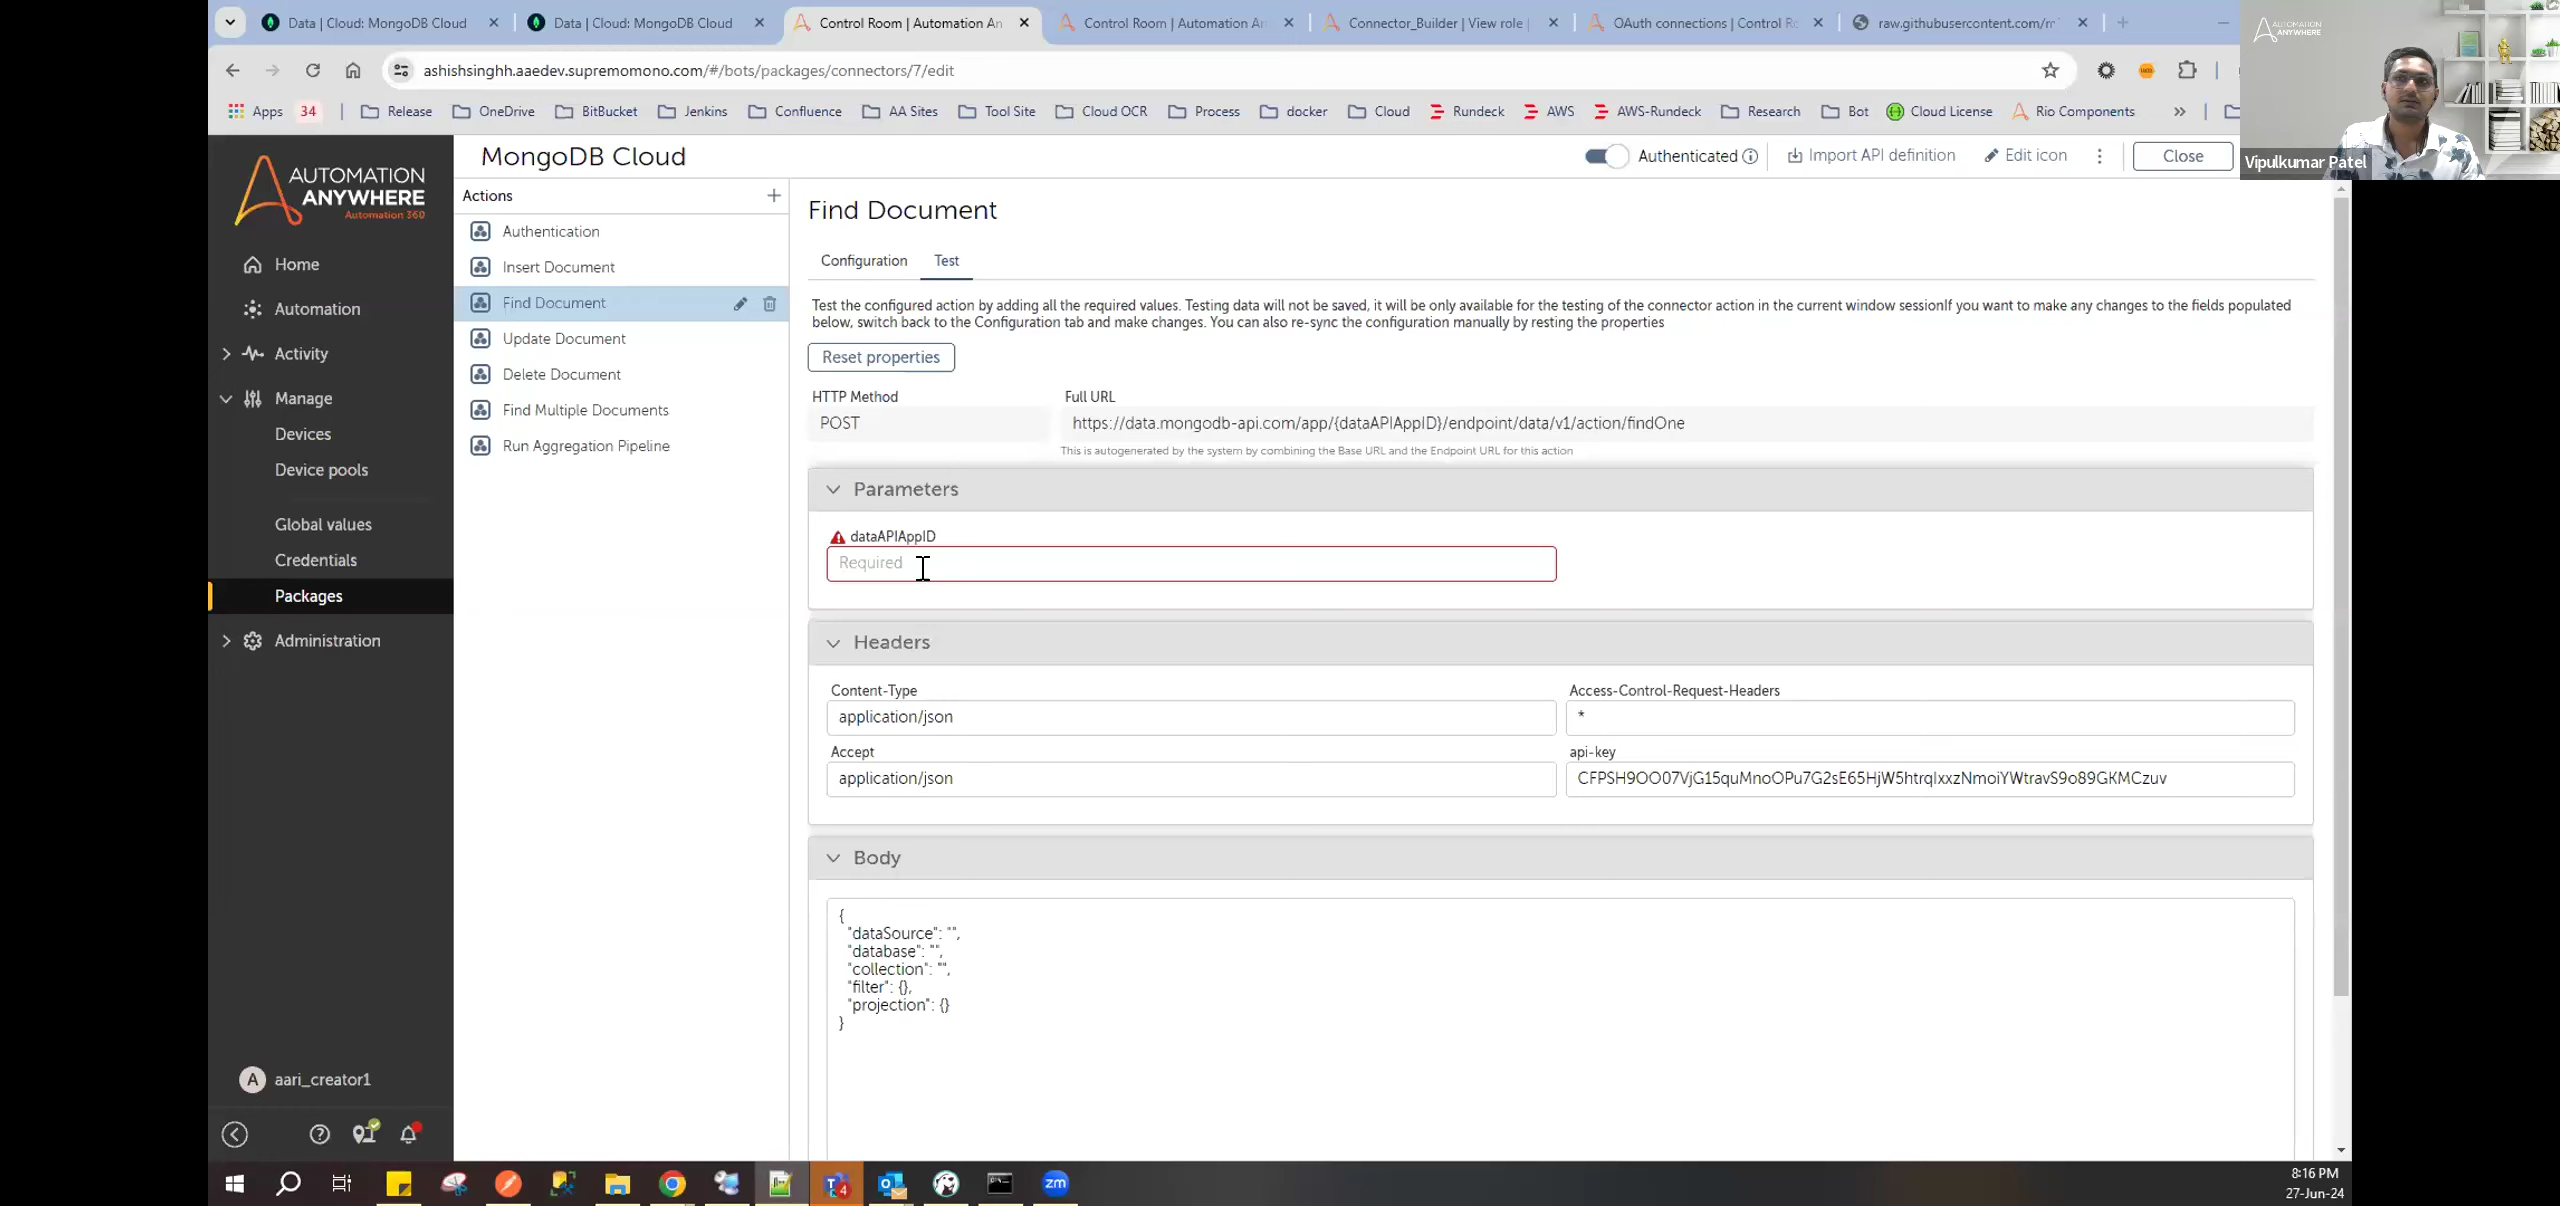 Data | Cloud: MongoDB Cloud
Data | Cloud: MongoDB Cloud
Control Room | Automation An
Control Room | Automation An
Connector_Builder | View role |
OAuth connections | Control Ro
raw.githubusercontent.com/m
ashishsinghh.aaedev.supremomono.com/#/bots/packages/connectors/7/edit
Apps 34 | Release OneDrive BitBucket Jenkins Confluence AA Sites Tool Site Cloud OCR Process docker Cloud Rundeck AWS AWS-Rundeck Research Bot Cloud License Rio Components »
AUTOMATION
ANYWHERE
Vipulkumar Patel
AUTOMATION
ANYWHERE
Automation 360
Home
Automation
Activity
Manage
Devices
Device pools
Global values
Credentials
Packages
Administration
A aari_creator1
MongoDB Cloud
Authenticated
Import API definition
Edit icon
Close
Actions
Authentication
Insert Document
Find Document
Update Document
Delete Document
Find Multiple Documents
Run Aggregation Pipeline
Find Document
Configuration Test
Test the configured action by adding all the required values. Testing data will not be saved, it will be only available for the testing of the connector action in the current window sessionIf you want to make any changes to the fields populated
below, switch back to the Configuration tab and make changes. You can also re-sync the configuration manually by resting the properties
Reset properties
HTTP Method Full URL
POST https://data.mongodb-api.com/app/{dataAPIAppID}/endpoint/data/v1/action/findOne
This is autogenerated by the system by combining the Base URL and the Endpoint URL for this action
Parameters
dataAPIAppID
Required
Headers
Content-Type Access-Control-Request-Headers
application/json *
Accept api-key
application/json CFPSH9OO07VjG15quMnoOPu7G2sE65HjW5htrqIxxzNmoiYWtravS9o89GKMCzuv
Body
{
"dataSource": "",
"database": "",
"collection": "",
"filter": {},
"projection": {}
}
4
zm
8:16 PM
27-Jun-24